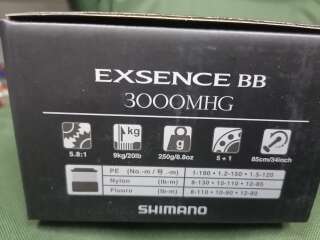 EXSENCE BB
3000MHG
kg g
5.8:1 9kg/20lb 250g/8.8oz 5+1 85cm/34inch
PE (No.-m / 号.-m) 1-190・1.2-150・1.5-120
Nylon (lb-m) 8-130・10-110・12-85
Fluoro (lb-m) 8-110・10-90・12-80
SHIMANO